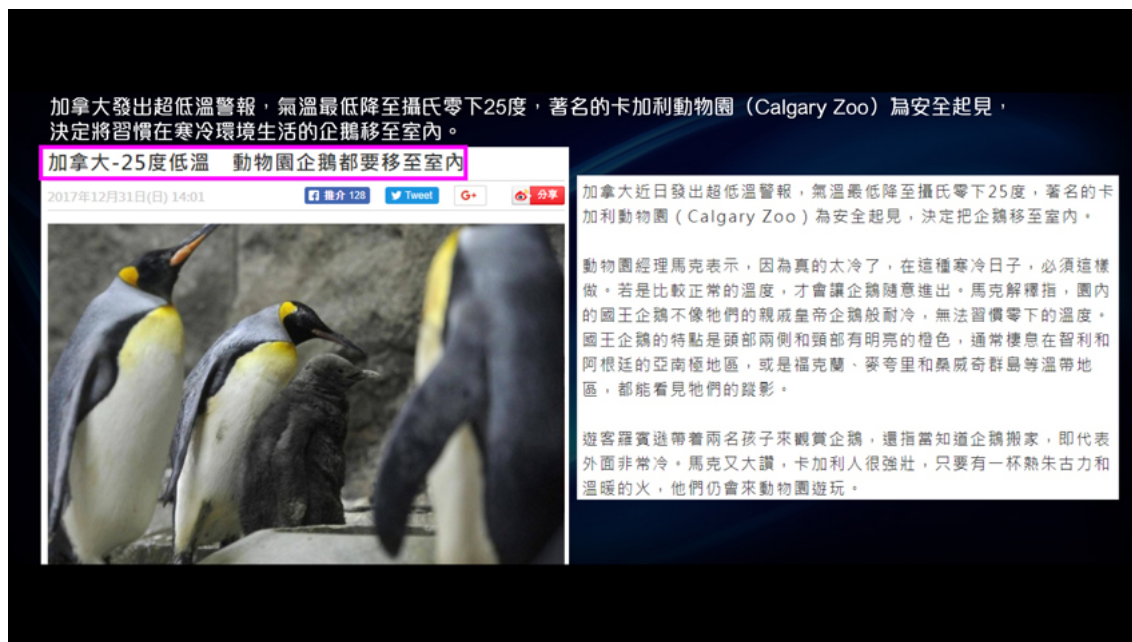 加拿大發出超低溫警報，氣溫最低降至攝氏零下25度，著名的卡加利動物園（Calgary Zoo）為安全起見，
決定將習慣在寒冷環境生活的企鵝移至室內。
加拿大-25度低溫　動物園企鵝都要移至室內
2017年12月31日(日) 14:01
推介 128
Tweet
G+
分享
加拿大近日發出超低溫警報，氣溫最低降至攝氏零下25度，著名的卡
加利動物園（Calgary Zoo）為安全起見，決定把企鵝移至室內。
動物園經理馬克表示，因為真的太冷了，在這種寒冷日子，必須這樣
做。若是比較正常的溫度，才會讓企鵝隨意進出。馬克解釋指，園內
的國王企鵝不像牠們的親戚皇帝企鵝般耐冷，無法習慣零下的溫度。
國王企鵝的特點是頭部兩側和頸部有明亮的橙色，通常棲息在智利和
阿根廷的亞南極地區，或是福克蘭、麥夸里和桑威奇群島等溫帶地
區，都能看見牠們的蹤影。
遊客羅賓遜帶着兩名孩子來觀賞企鵝，還指當知道企鵝搬家，即代表
外面非常冷。馬克又大讚，卡加利人很強壯，只要有一杯熱朱古力和
溫暖的火，他們仍會來動物園遊玩。